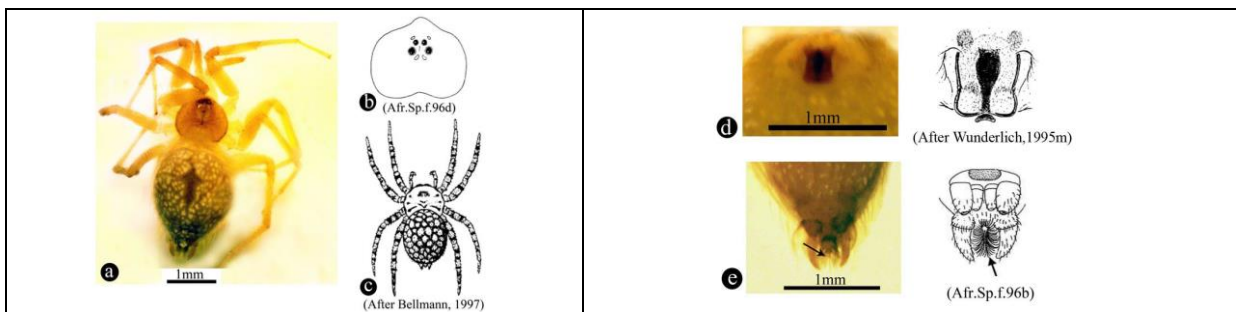 b
(Afr.Sp.f.96d)
a
1mm
c
(After Bellmann, 1997)
d
1mm
(After Wunderlich,1995m)
e
1mm
(Afr.Sp.f.96b)